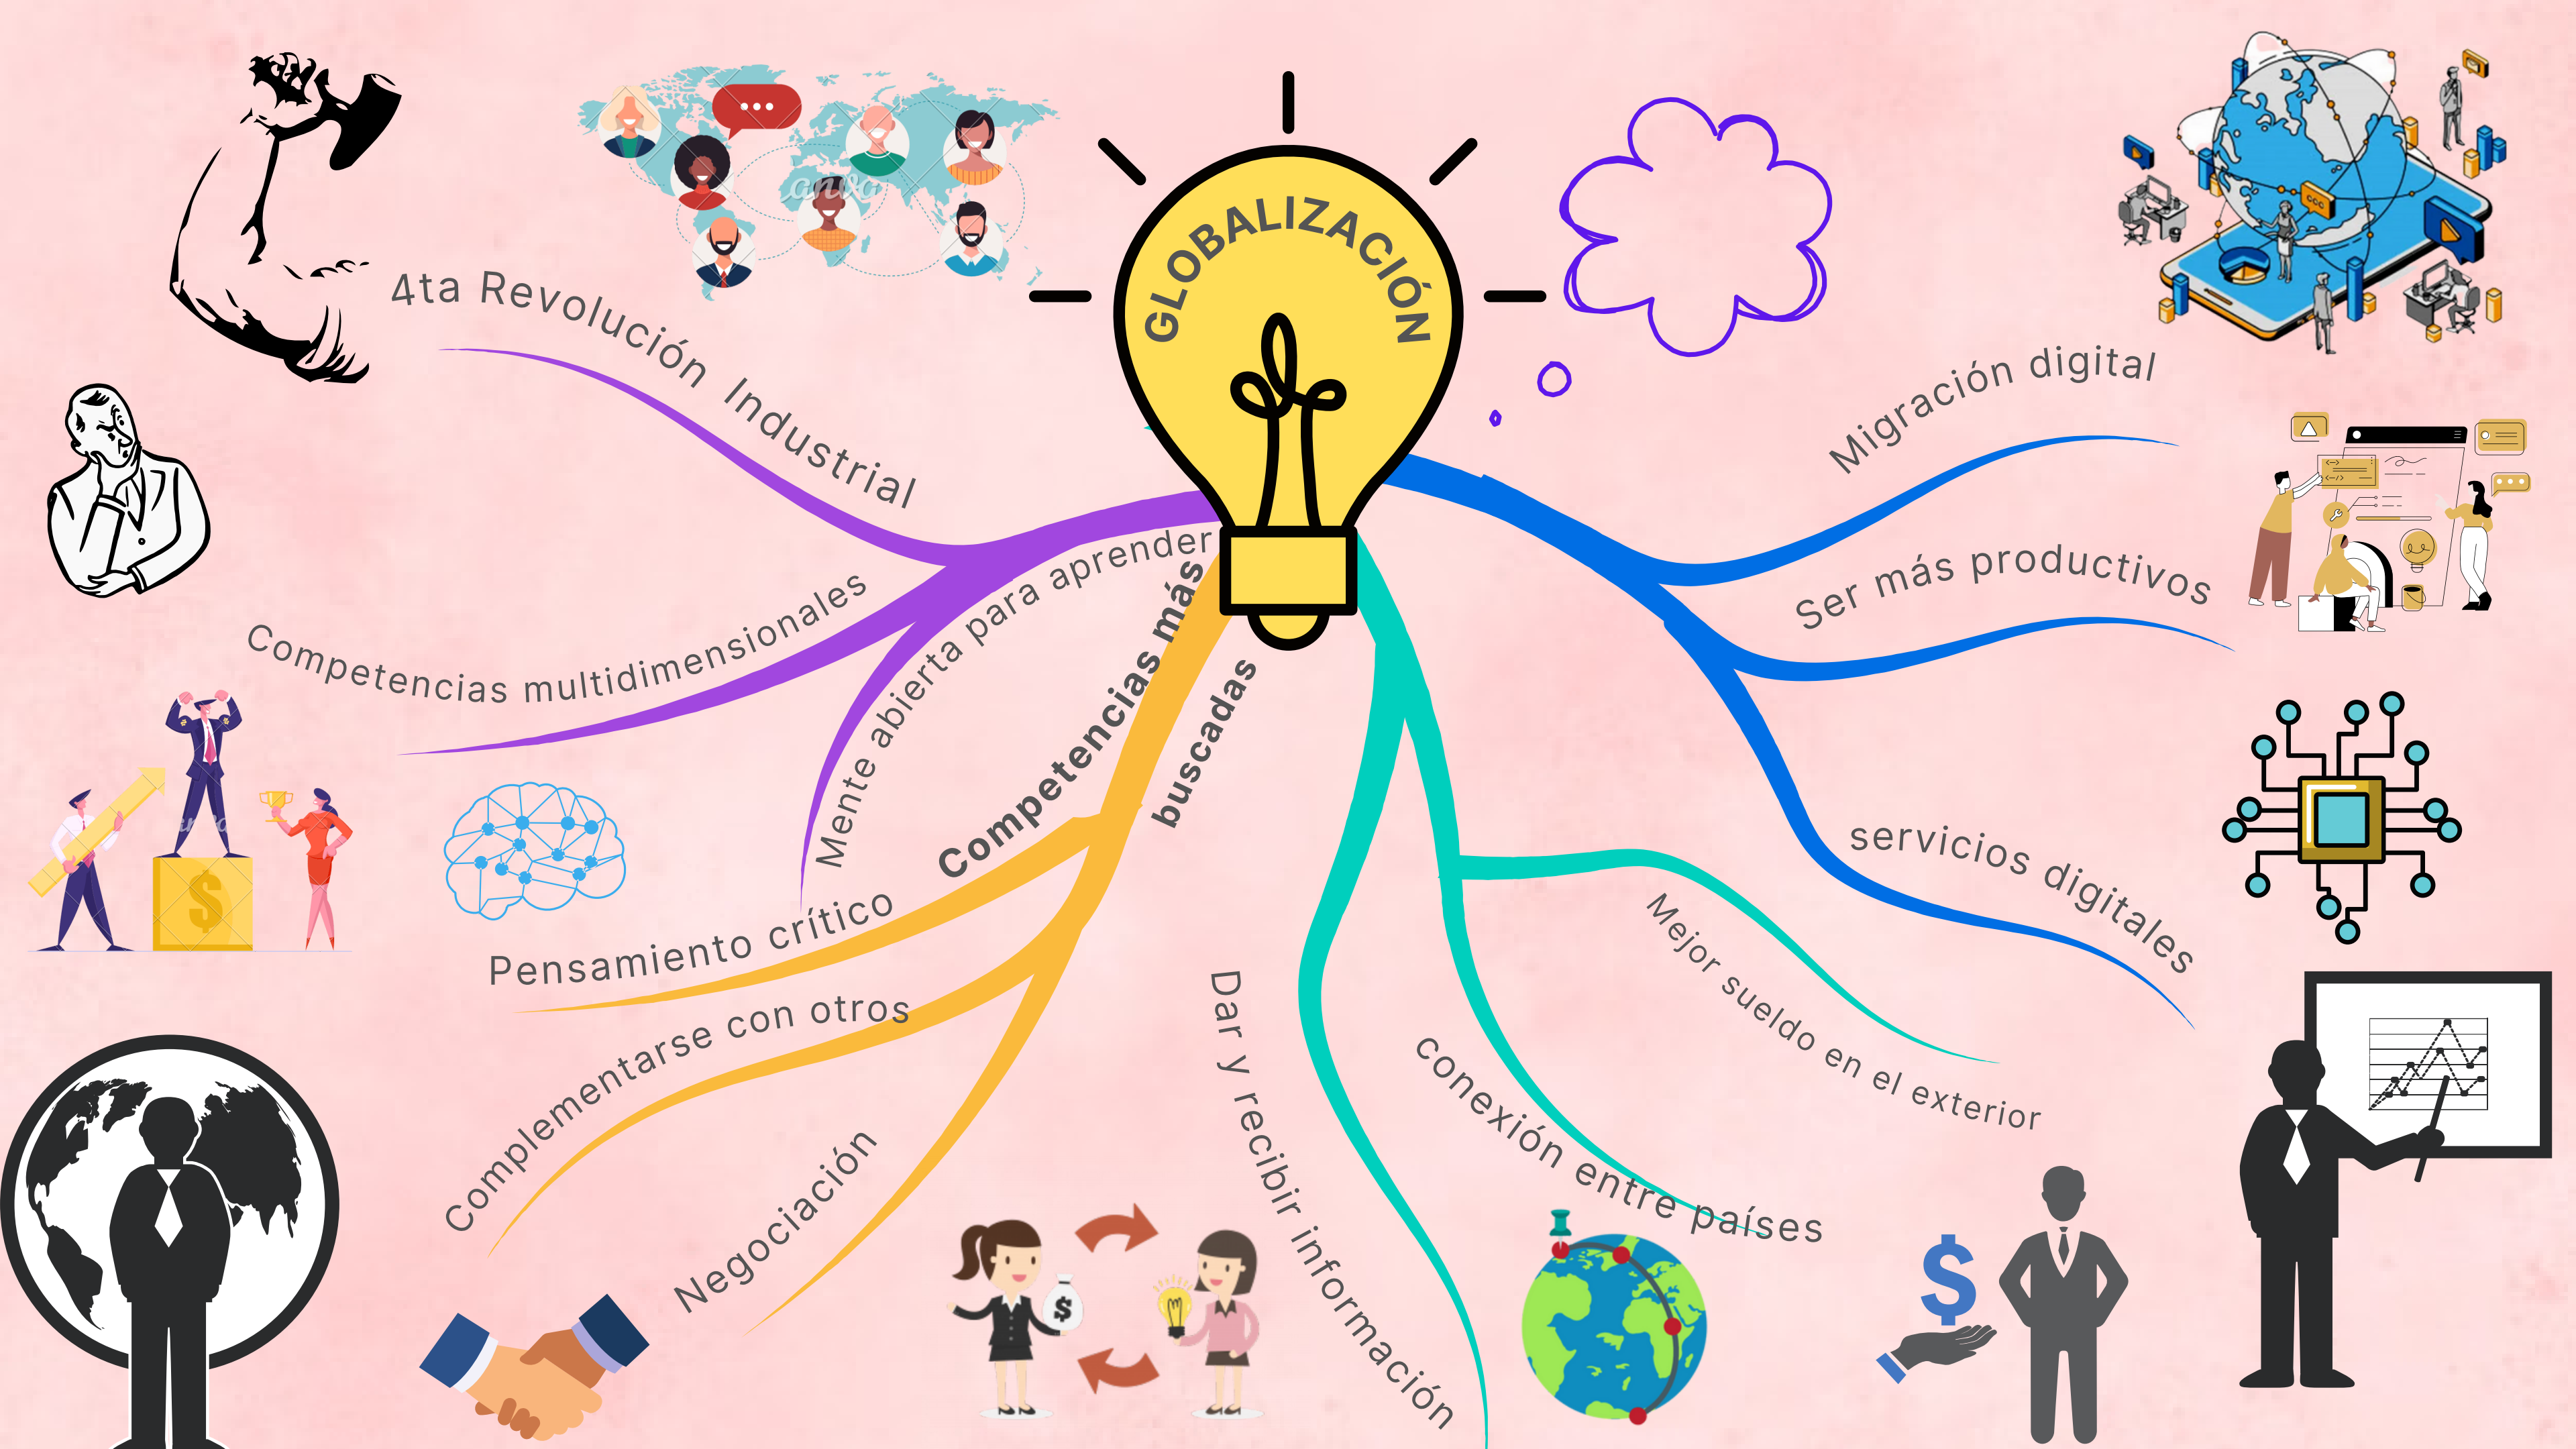 GLOBALIZACIÓN
4ta Revolución Industrial
Competencias multidimensionales
Mente abierta para aprender
Competencias más
buscadas
Pensamiento crítico
Complementarse con otros
Negociación
Migración digital
Ser más productivos
servicios digitales
Mejor sueldo en el exterior
conexión entre países
Dar y recibir información
$
$
$